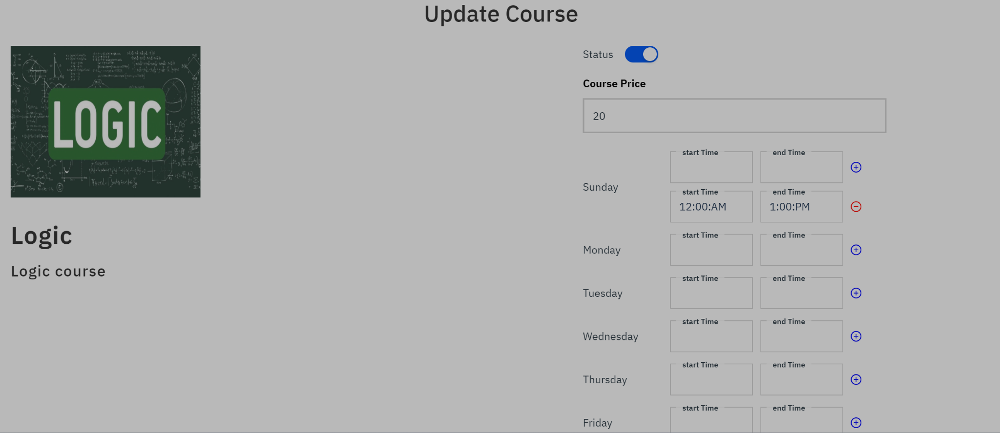 Update Course
LOGIC
Logic
Logic course
Status
Course Price
20
Sunday
start Time
end Time
start Time
12:00:AM
end Time
1:00:PM
Monday
start Time
end Time
Tuesday
start Time
end Time
Wednesday
start Time
end Time
Thursday
start Time
end Time
Friday
start Time
end Time